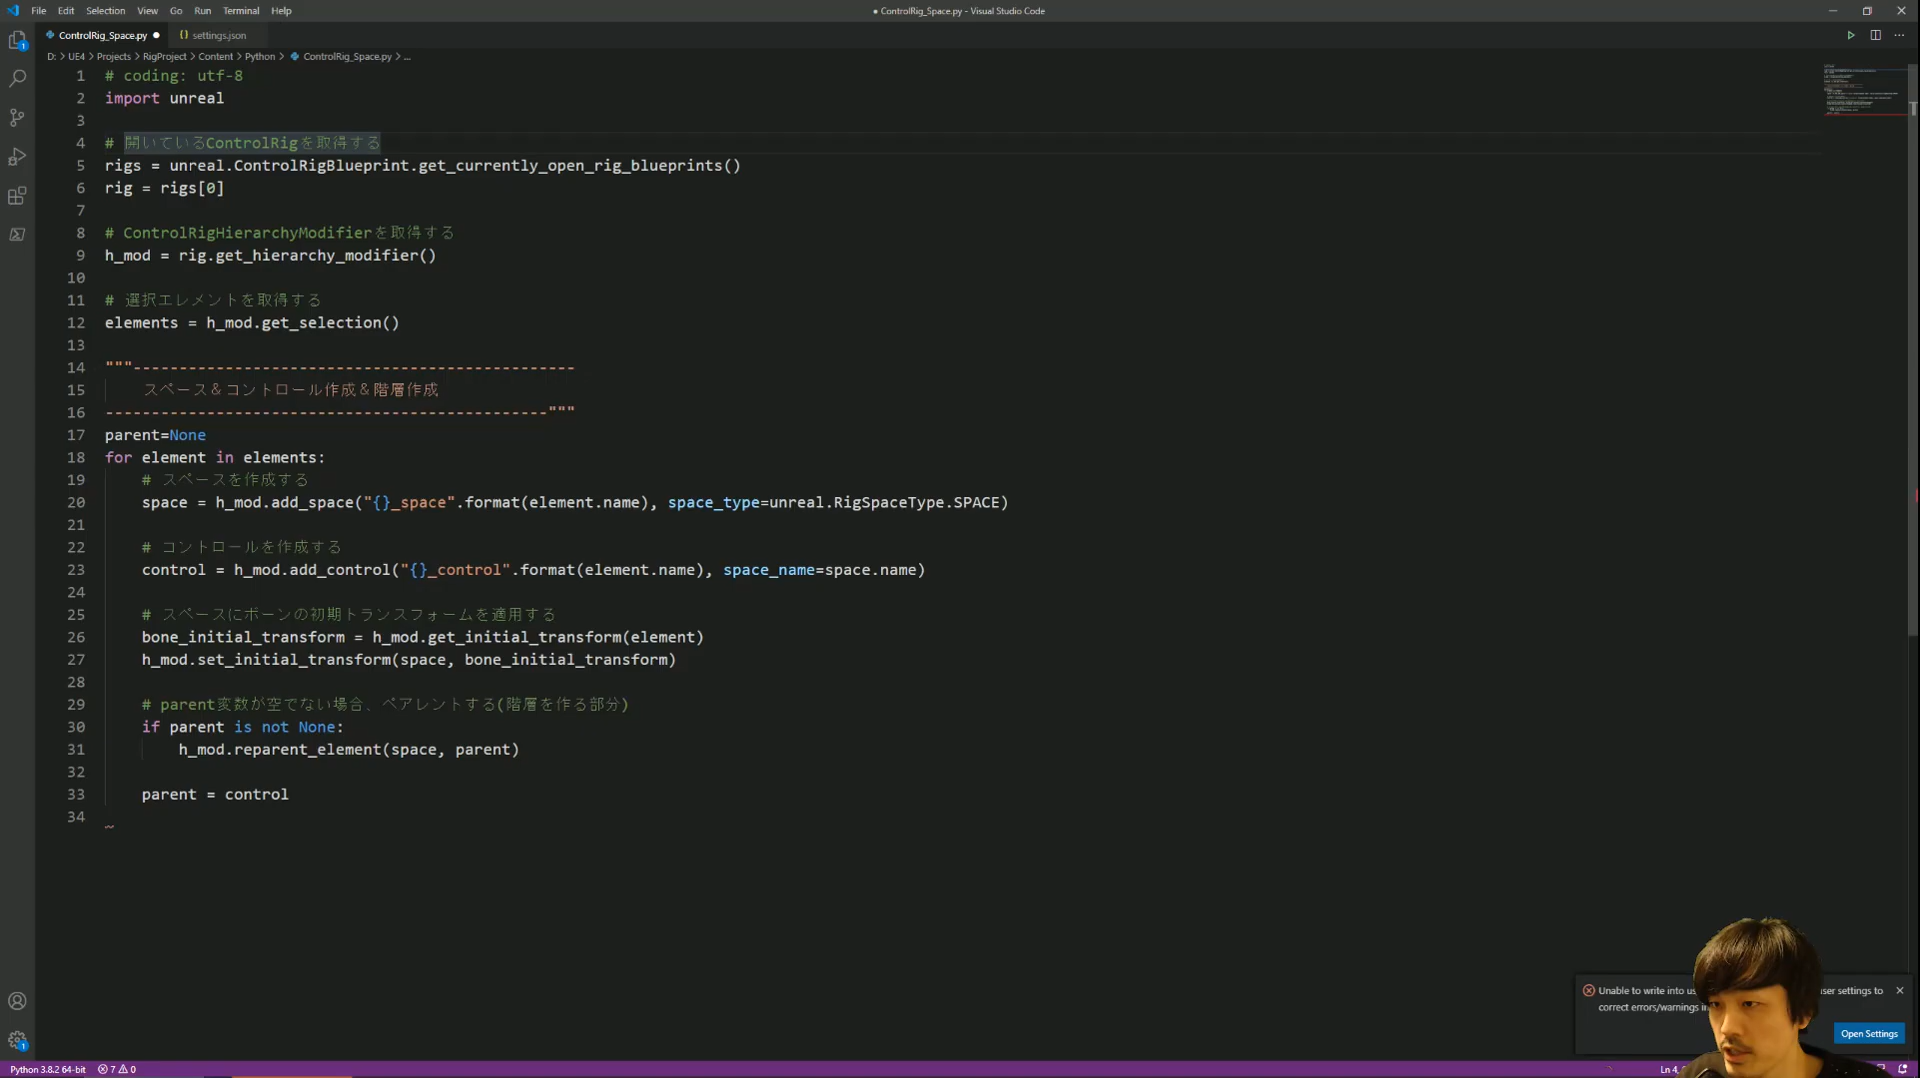 File Edit Selection View Go Run Terminal Help
● ControlRig_Space.py - Visual Studio Code
ControlRig_Space.py ●
{} settings.json
D: > UE4 > Projects > RigProject > Content > Python > ControlRig_Space.py > ...
1 # coding: utf-8
2 import unreal
3
4 # 開いているControlRigを取得する
5 rigs = unreal.ControlRigBlueprint.get_currently_open_rig_blueprints()
6 rig = rigs[0]
7
8 # ControlRigHierarchyModifierを取得する
9 h_mod = rig.get_hierarchy_modifier()
10
11 # 選択エレメントを取得する
12 elements = h_mod.get_selection()
13
14 """------------------------------------------------
15 スペース&コントロール作成&階層作成
16 ------------------------------------------------"""
17 parent=None
18 for element in elements:
19 # スペースを作成する
20 space = h_mod.add_space("{}_space".format(element.name), space_type=unreal.RigSpaceType.SPACE)
21
22 # コントロールを作成する
23 control = h_mod.add_control("{}_control".format(element.name), space_name=space.name)
24
25 # スペースにボーンの初期トランスフォームを適用する
26 bone_initial_transform = h_mod.get_initial_transform(element)
27 h_mod.set_initial_transform(space, bone_initial_transform)
28
29 # parent変数が空でない場合、ペアレントする(階層を作る部分)
30 if parent is not None:
31 h_mod.reparent_element(space, parent)
32
33 parent = control
34
Unable to write into us
ser settings to
correct errors/warnings i
Open Settings
Python 3.8.2 64-bit 7 0
Ln 4,